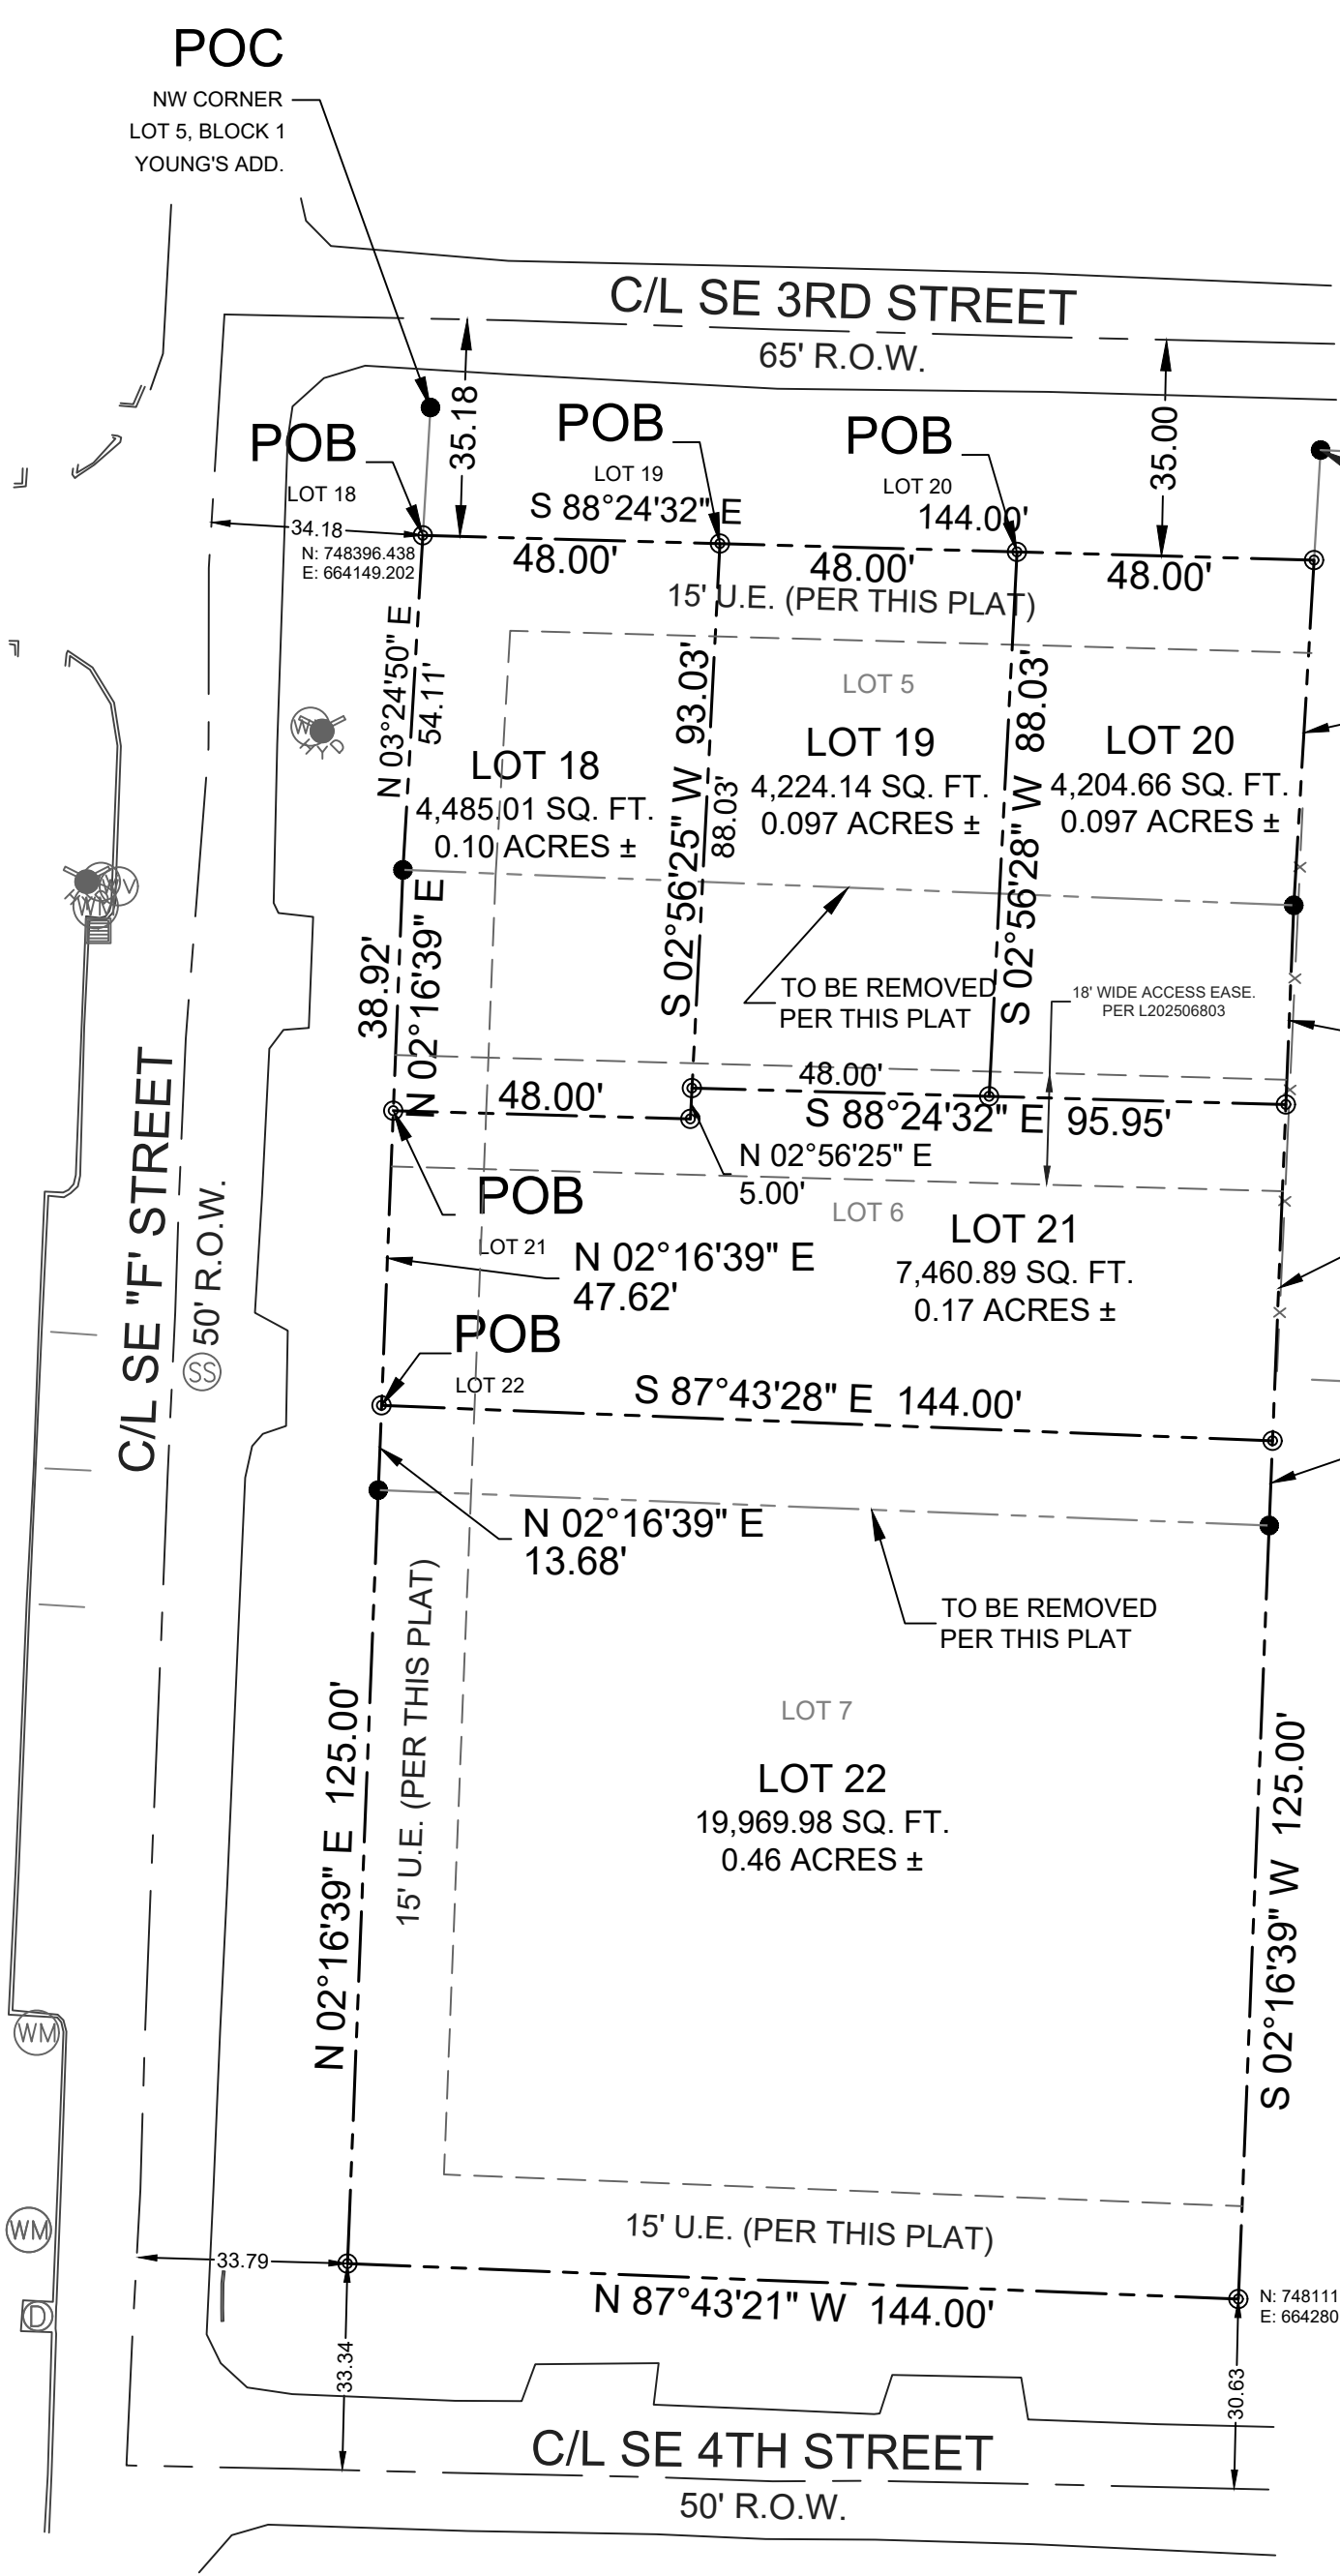 POC
NW CORNER
LOT 5, BLOCK 1
YOUNG'S ADD.
C/L SE 3RD STREET
65' R.O.W.
35.18
35.00
POB
LOT 18
POB
LOT 19
POB
LOT 20
S 88°24'32" E
144.00'
34.18
N: 748396.438
E: 664149.202
48.00'
48.00'
48.00'
15' U.E. (PER THIS PLAT)
N 03°24'50" E
54.11'
S 02°56'25" W 93.03'
88.03'
S 02°56'28" W 88.03'
LOT 5
LOT 18
4,485.01 SQ. FT.
0.10 ACRES ±
LOT 19
4,224.14 SQ. FT.
0.097 ACRES ±
LOT 20
4,204.66 SQ. FT.
0.097 ACRES ±
W
HYD
HYD
WV
WM
38.92'
N 02°16'39" E
TO BE REMOVED
PER THIS PLAT
18' WIDE ACCESS EASE.
PER L202506803
48.00'
48.00'
S 88°24'32" E 95.95'
N 02°56'25" E
5.00'
POB
LOT 21
LOT 6
LOT 21
7,460.89 SQ. FT.
0.17 ACRES ±
N 02°16'39" E
47.62'
C/L SE "F' STREET
50' R.O.W.
SS
POB
LOT 22
S 87°43'28" E 144.00'
N 02°16'39" E
13.68'
TO BE REMOVED
PER THIS PLAT
15' U.E. (PER THIS PLAT)
N 02°16'39" E 125.00'
LOT 7
LOT 22
19,969.98 SQ. FT.
0.46 ACRES ±
S 02°16'39" W 125.00'
WM
WM
D
15' U.E. (PER THIS PLAT)
33.79
N 87°43'21" W 144.00'
N: 748111
E: 664280
33.34
30.63
C/L SE 4TH STREET
50' R.O.W.